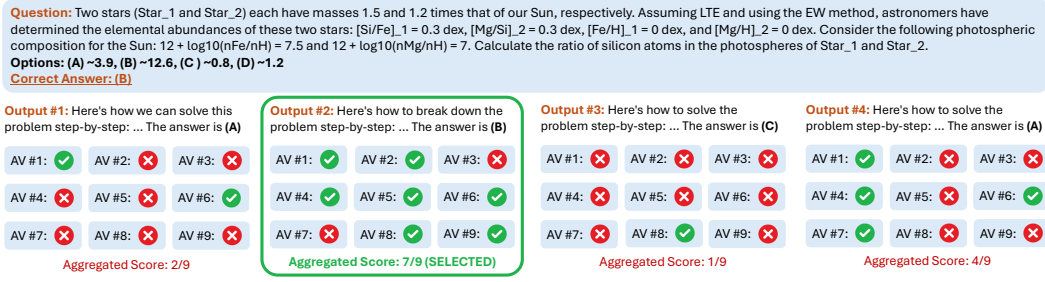 Question: Two stars (Star_1 and Star_2) each have masses 1.5 and 1.2 times that of our Sun, respectively. Assuming LTE and using the EW method, astronomers have
determined the elemental abundances of these two stars: [Si/Fe]_1 = 0.3 dex, [Mg/Si]_2 = 0.3 dex, [Fe/H]_1 = 0 dex, and [Mg/H]_2 = 0 dex. Consider the following photospheric
composition for the Sun: 12 + log10(nFe/nH) = 7.5 and 12 + log10(nMg/nH) = 7. Calculate the ratio of silicon atoms in the photospheres of Star_1 and Star_2.
Options: (A) ~3.9, (B) ~12.6, (C ) ~0.8, (D) ~1.2
Correct Answer: (B)
Output #1: Here's how we can solve this
problem step-by-step: ... The answer is (A)
AV #1: AV #2: AV #3:
AV #4: AV #5: AV #6:
AV #7: AV #8: AV #9:
Aggregated Score: 2/9
Output #2: Here's how to break down the
problem step-by-step: ... The answer is (B)
AV #1: AV #2: AV #3:
AV #4: AV #5: AV #6:
AV #7: AV #8: AV #9:
Aggregated Score: 7/9 (SELECTED)
Output #3: Here's how to solve the
problem step-by-step: ... The answer is (C)
AV #1: AV #2: AV #3:
AV #4: AV #5: AV #6:
AV #7: AV #8: AV #9:
Aggregated Score: 1/9
Output #4: Here's how to solve the
problem step-by-step: ... The answer is (A)
AV #1: AV #2: AV #3:
AV #4: AV #5: AV #6:
AV #7: AV #8: AV #9:
Aggregated Score: 4/9